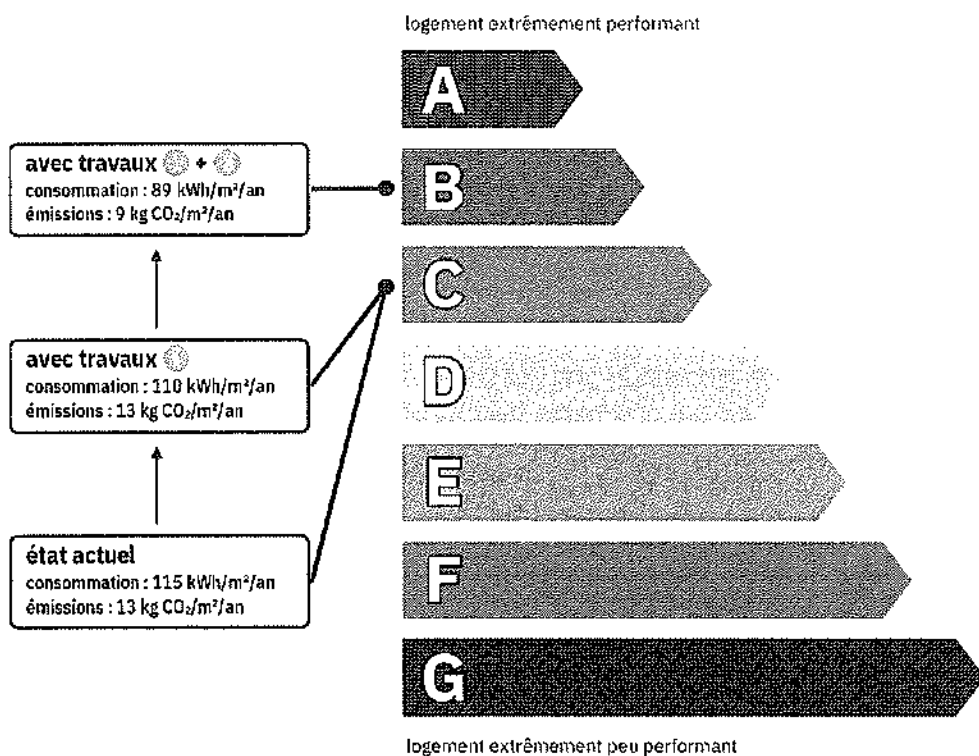 logement extrêmement performant
A
avec travaux +
consommation : 89 kWh/m²/an
émissions : 9 kg CO₂/m²/an
B
C
avec travaux
consommation : 110 kWh/m²/an
émissions : 13 kg CO₂/m²/an
D
E
état actuel
consommation : 115 kWh/m²/an
émissions : 13 kg CO₂/m²/an
F
G
logement extrêmement peu performant